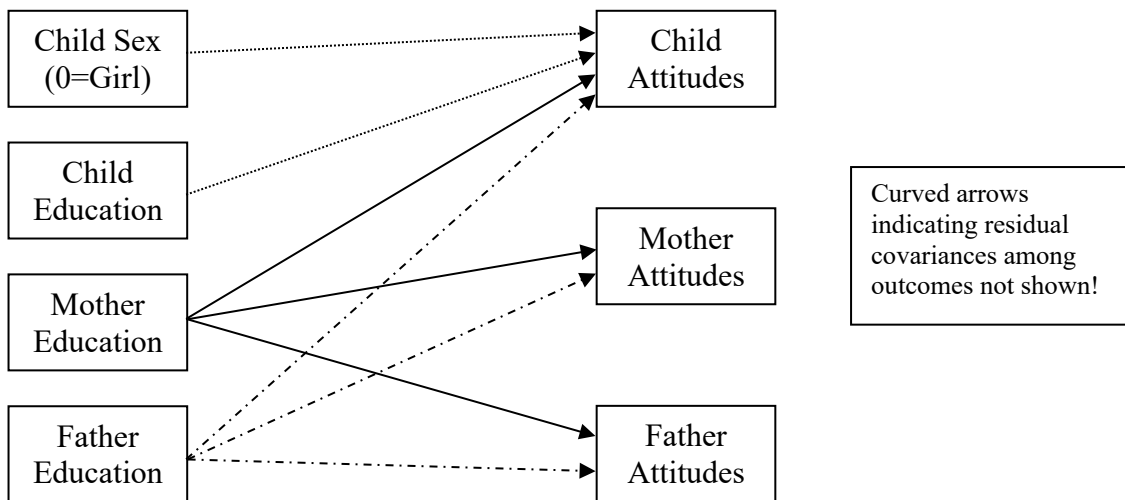 Child Sex
(0=Girl)
Child
Attitudes
Child
Education
Mother
Attitudes
Curved arrows
indicating residual
covariances among
outcomes not shown!
Mother
Education
Father
Education
Father
Attitudes